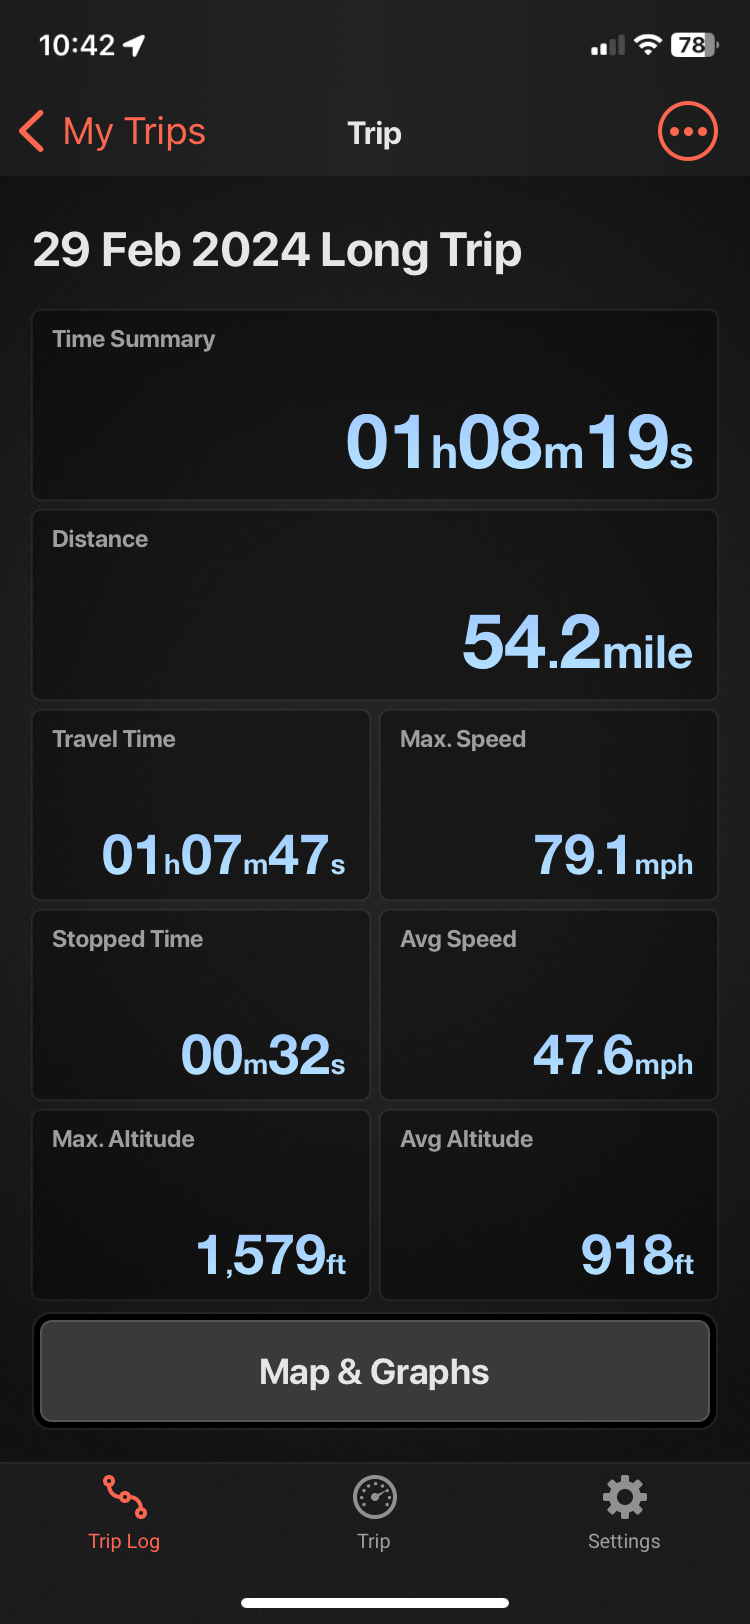 10:42
78
My Trips
Trip
29 Feb 2024 Long Trip
Time Summary
01h08m19s
Distance
54.2mile
Travel Time
01h07m47s
Max. Speed
79.1mph
Stopped Time
00m32s
Avg Speed
47.6mph
Max. Altitude
1,579ft
Avg Altitude
918ft
Map & Graphs
Trip Log
Trip
Settings